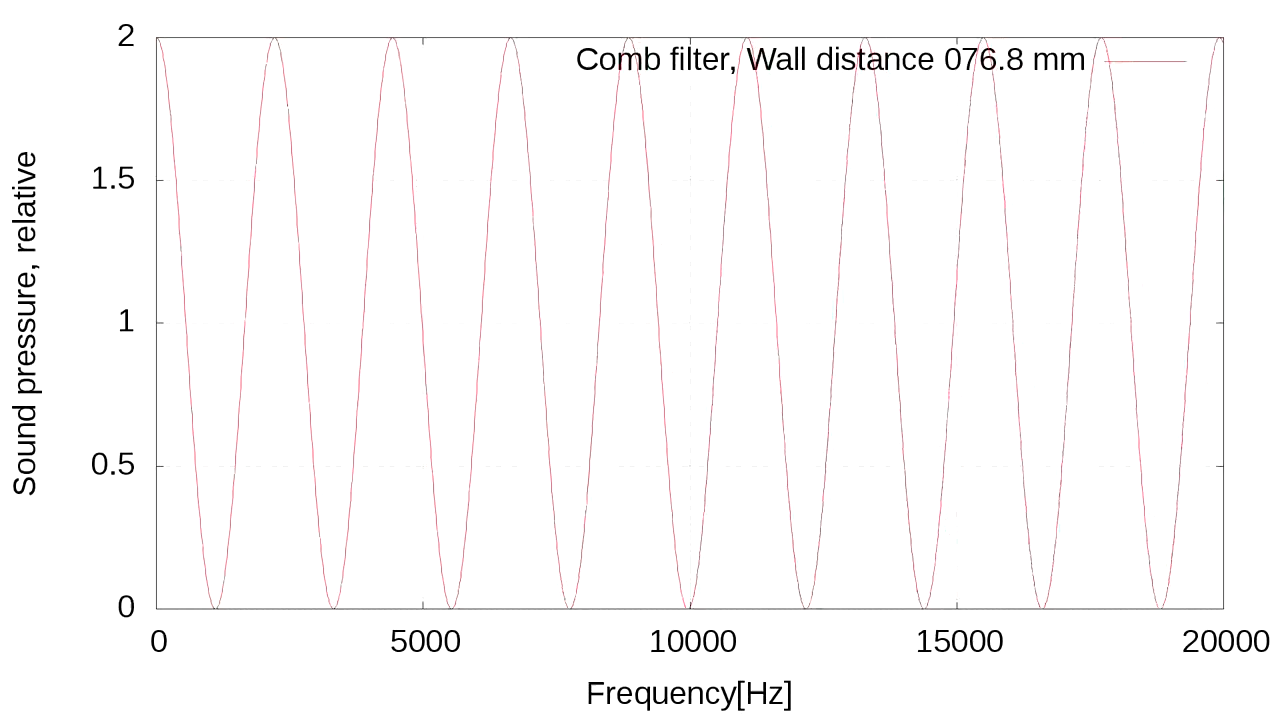 Comb filter, Wall distance 076.8 mm
2
1.5
1
0.5
0
Sound pressure, relative
0 5000 10000 15000 20000
Frequency[Hz]